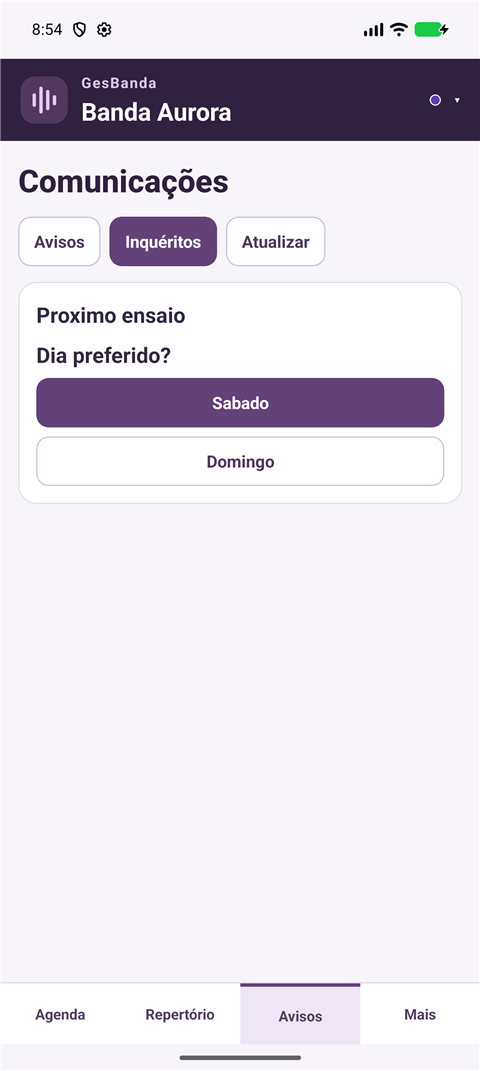 8:54
GesBanda
Banda Aurora
Comunicações
Avisos Inquéritos Atualizar
Proximo ensaio
Dia preferido?
Sabado
Domingo
Agenda Repertório Avisos Mais